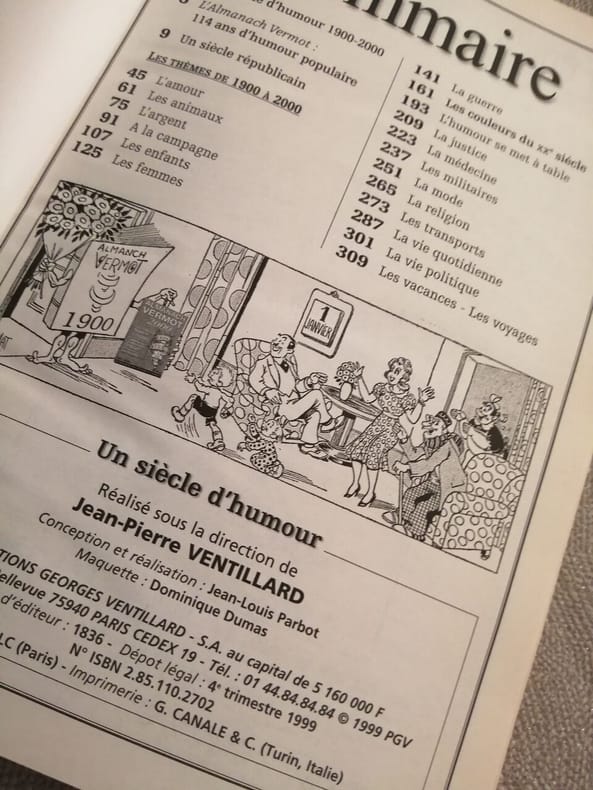 mmaire
cle d'humour 1900-2000
L'Almanach Vermot :
114 ans d'humour populaire
9 Un siècle républicain
LES THÈMES DE 1900 À 2000
45 L'amour
61 Les animaux
75 L'argent
91 A la campagne
107 Les enfants
125 Les femmes
141 La guerre
161 Les couleurs du XXe siècle
193 L'humour se met à table
209 La justice
223 La médecine
237 Les militaires
251 La mode
265 La religion
273 Les transports
287 La vie quotidienne
301 La vie politique
309 Les vacances - Les voyages
ALMANCH
VERMOT
1900
VERMOT
2000
1
JANVIER
Un siècle d'humour
Réalisé sous la direction de
Jean-Pierre VENTILLARD
Conception et réalisation : Jean-Louis Parbot
Maquette : Dominique Dumas
TIONS GEORGES VENTILLARD - S.A. au capital de 5 160 000 F
ellevue 75940 PARIS CEDEX 19 - Tél. : 01 44.84.84.84 © 1999 PGV
d'éditeur : 1836 - Dépôt légal : 4e trimestre 1999
N° ISBN 2.85.110.2702
LC (Paris) - Imprimerie : G. CANALE & C. (Turin, Italie)